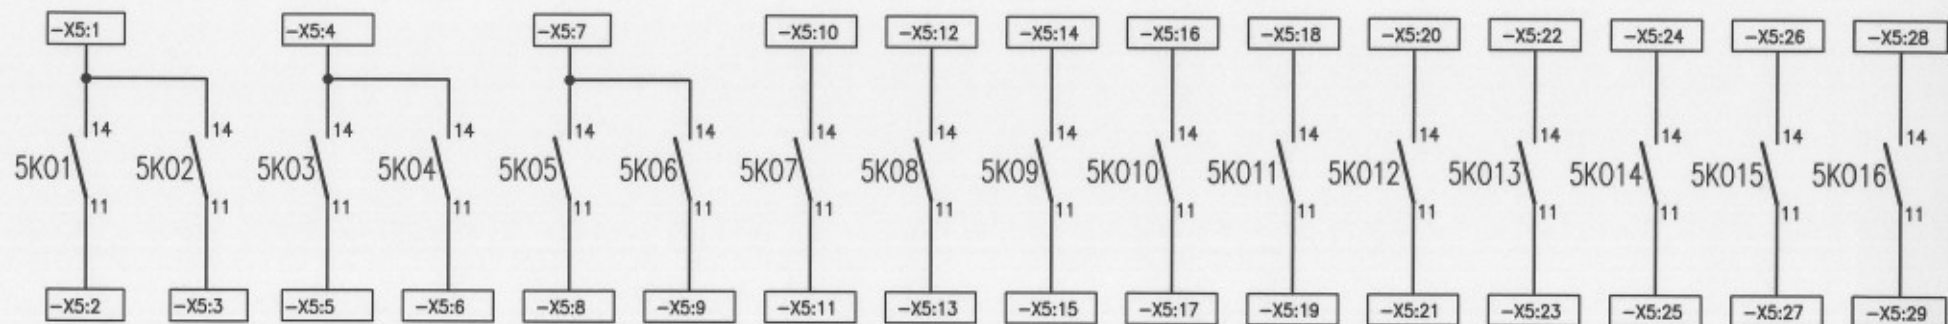 -X5:1 -X5:4 -X5:7 -X5:10 -X5:12 -X5:14 -X5:16 -X5:18 -X5:20 -X5:22 -X5:24 -X5:26 -X5:28
14 14 14 14 14 14 14 14 14 14 14 14 14 14 14 14
5K01 5K02 5K03 5K04 5K05 5K06 5K07 5K08 5K09 5K010 5K011 5K012 5K013 5K014 5K015 5K016
11 11 11 11 11 11 11 11 11 11 11 11 11 11 11 11
-X5:2 -X5:3 -X5:5 -X5:6 -X5:8 -X5:9 -X5:11 -X5:13 -X5:15 -X5:17 -X5:19 -X5:21 -X5:23 -X5:25 -X5:27 -X5:29